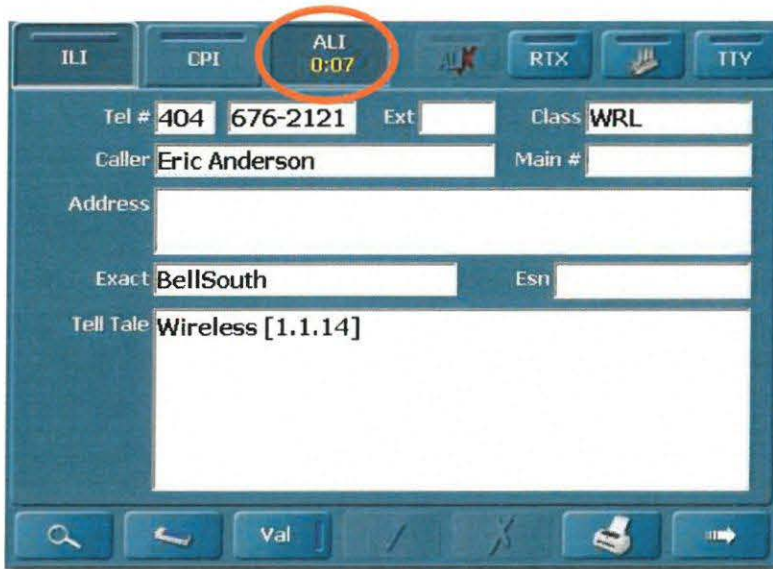 ILI CPI ALI RTX TTY
0:07
Tel # 404 676-2121 Ext Class WRL
Caller Eric Anderson Main #
Address
Exact BellSouth Esn
Tell Tale Wireless [1.1.14]
Val